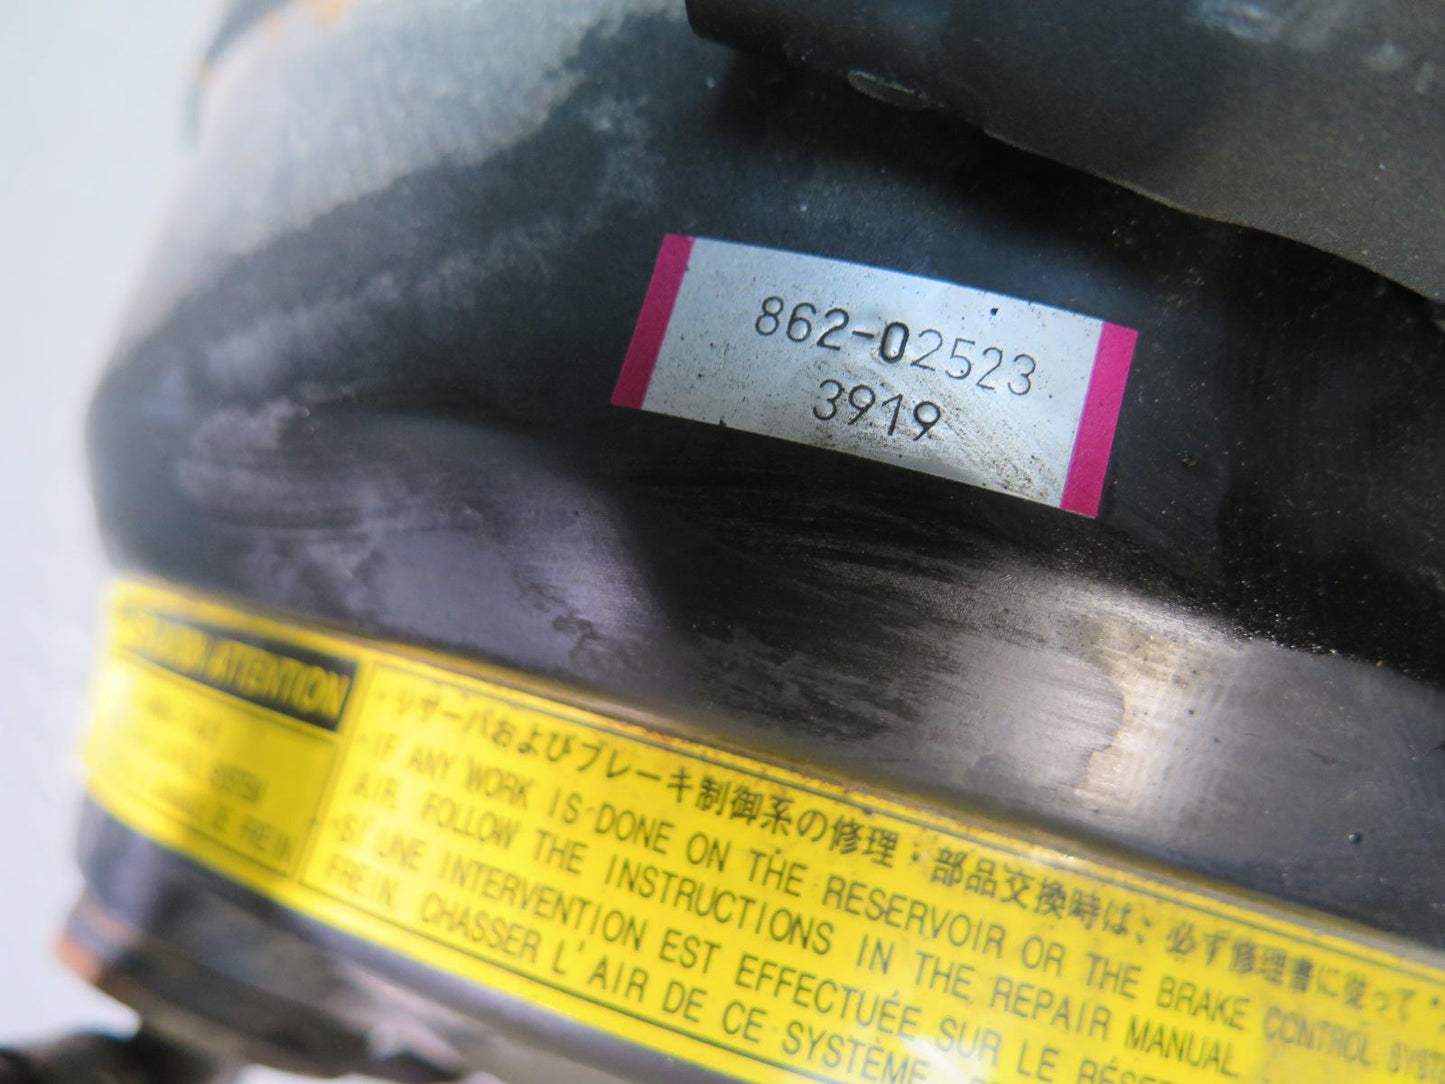 862-02523
3919
ATTENTION
・リザーバおよびブレーキ制御系の修理・部品交換時は、必ず修理書に従って
・IF ANY WORK IS DONE ON THE RESERVOIR OR THE BRAKE CONTROL
AIR. FOLLOW THE INSTRUCTIONS IN THE REPAIR MANUAL
・SI UNE INTERVENTION EST EFFECTUÉE SUR LE
FREIN. CHASSER L'AIR DE CE SYSTÈME